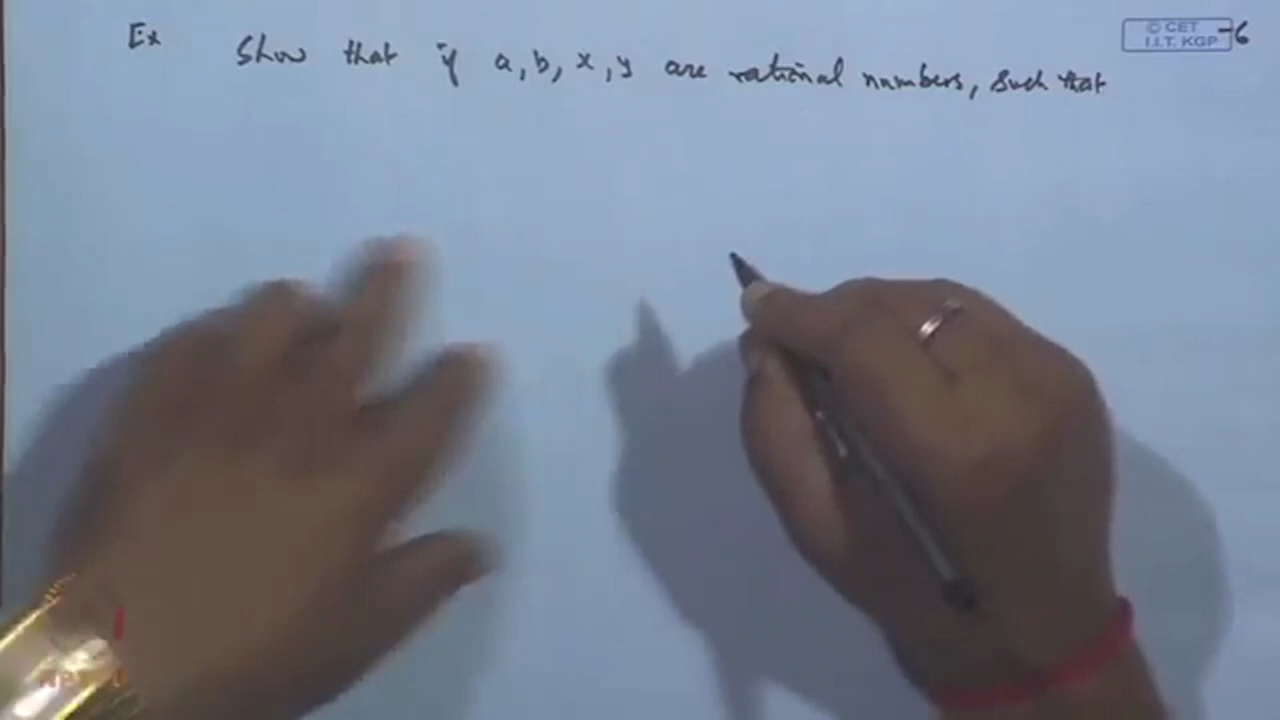 Ex Show that if a, b, x, y are rational numbers, such that
© CET
I.I.T. KGP
-6